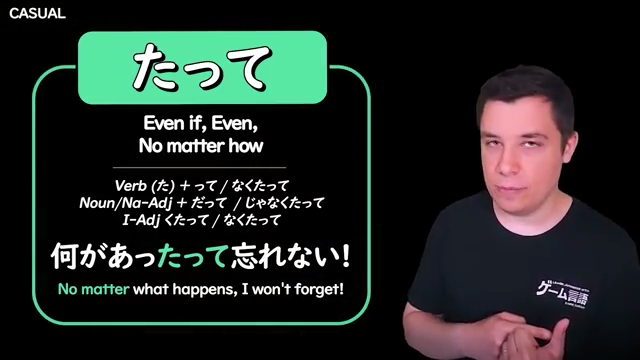 CASUAL
たって
Even if, Even,
No matter how
Verb (た) + って / なくたって
Noun/Na-Adj + だって / じゃなくたって
I-Adj くたって / なくたって
何があったたって忘れない!
No matter what happens, I won't forget!
ゲーム言語